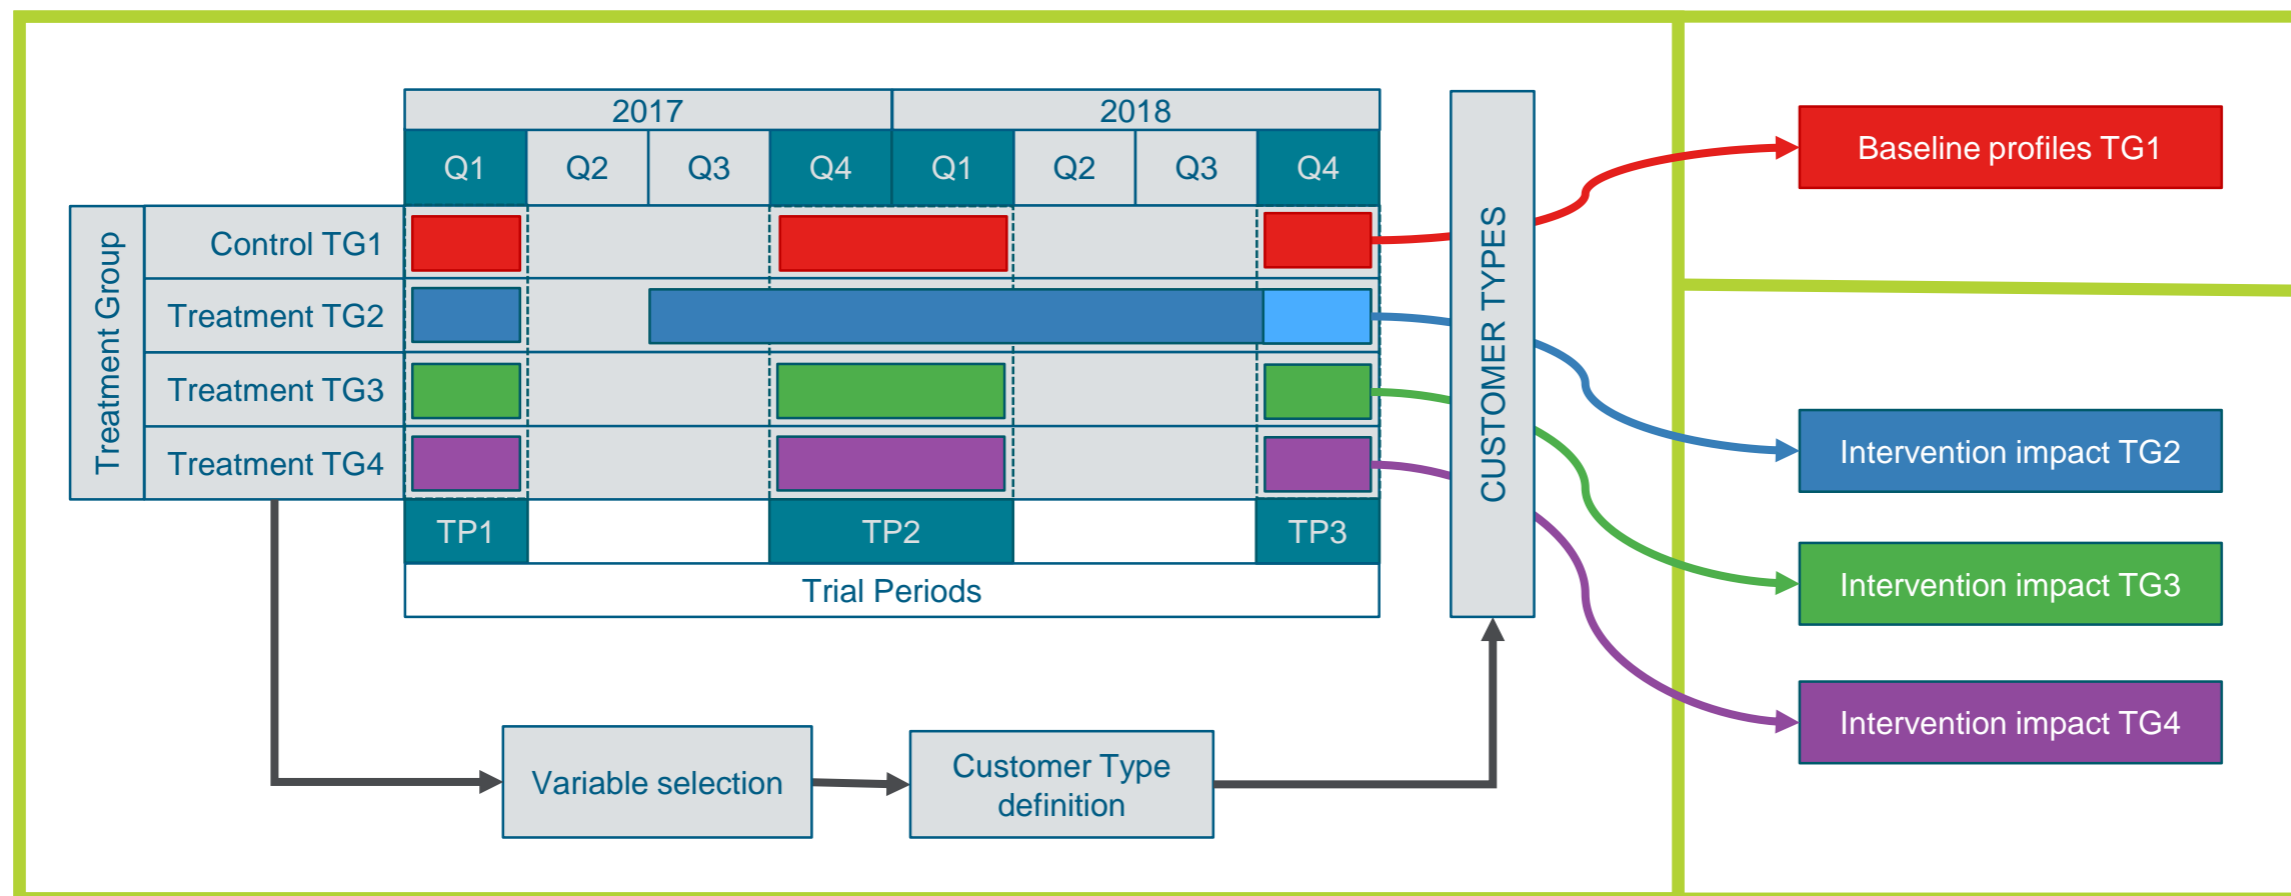 2017
2018
Q1
Q2
Q3
Q4
Q1
Q2
Q3
Q4
Treatment Group
Control TG1
Treatment TG2
Treatment TG3
Treatment TG4
TP1
TP2
TP3
Trial Periods
Variable selection
Customer Type
definition
CUSTOMER TYPES
Baseline profiles TG1
Intervention impact TG2
Intervention impact TG3
Intervention impact TG4